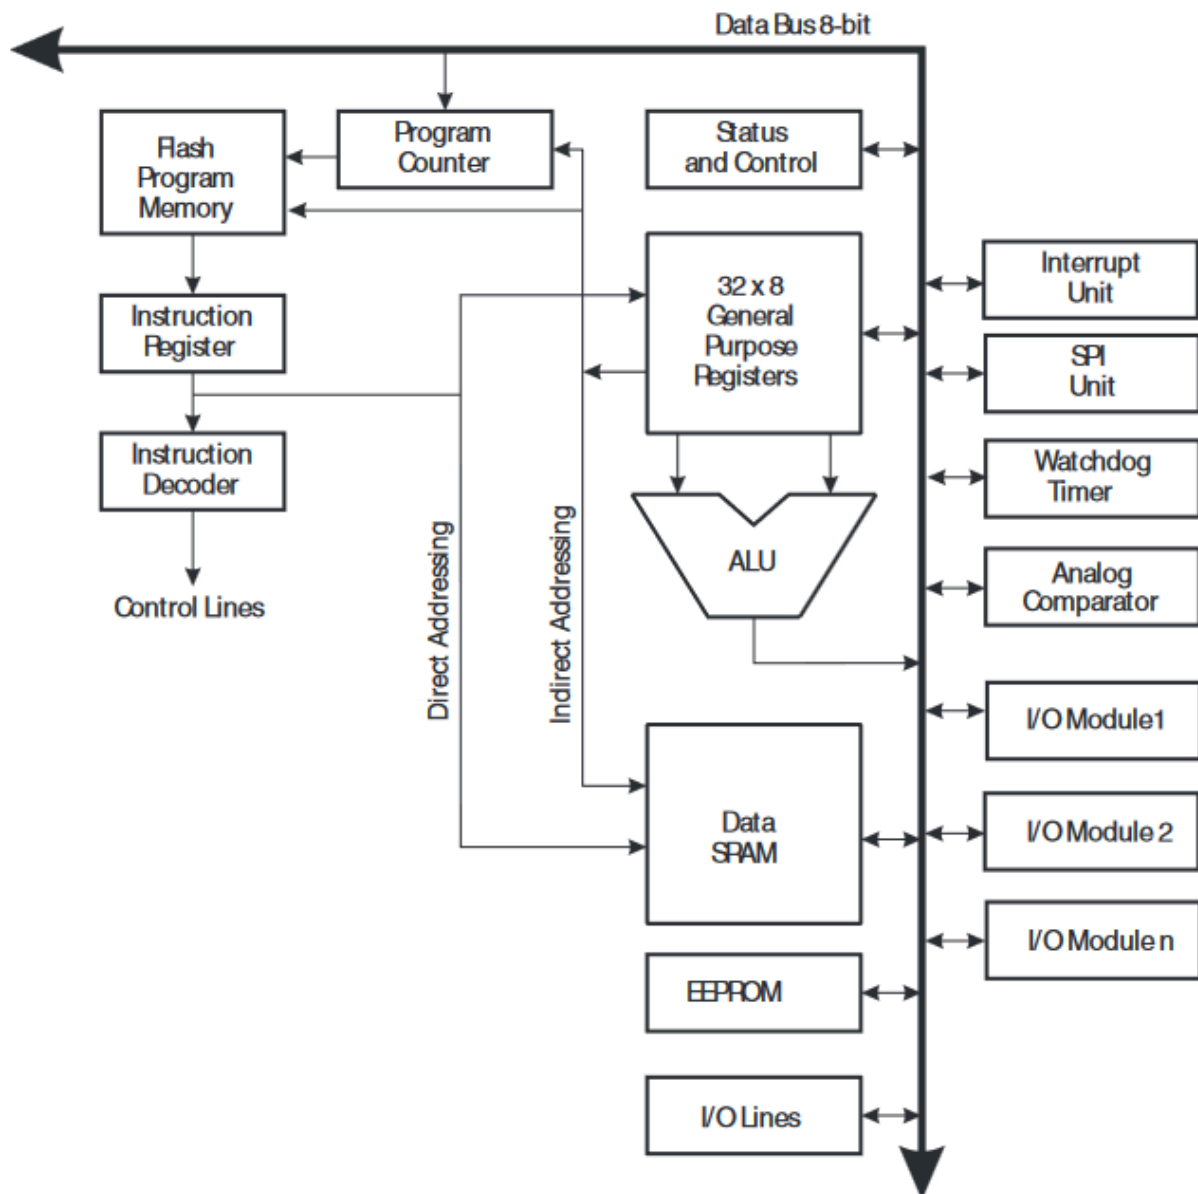 Data Bus 8-bit
Flash
Program
Memory
Program
Counter
Status
and Control
32 x 8
General
Purpose
Registers
Interrupt
Unit
Instruction
Register
SPI
Unit
Instruction
Decoder
Watchdog
Timer
Control Lines
Direct Addressing
Indirect Addressing
ALU
Analog
Comparator
I/O Module1
Data
SRAM
I/O Module 2
I/O Module n
EEPROM
I/O Lines